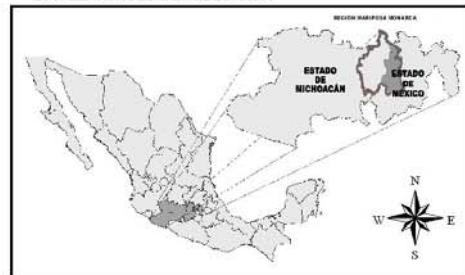 REGION MARIPOSA MONARCA
ESTADO
DE
MICHOACÁN
ESTADO
DE
MÉXICO
N
W E
S